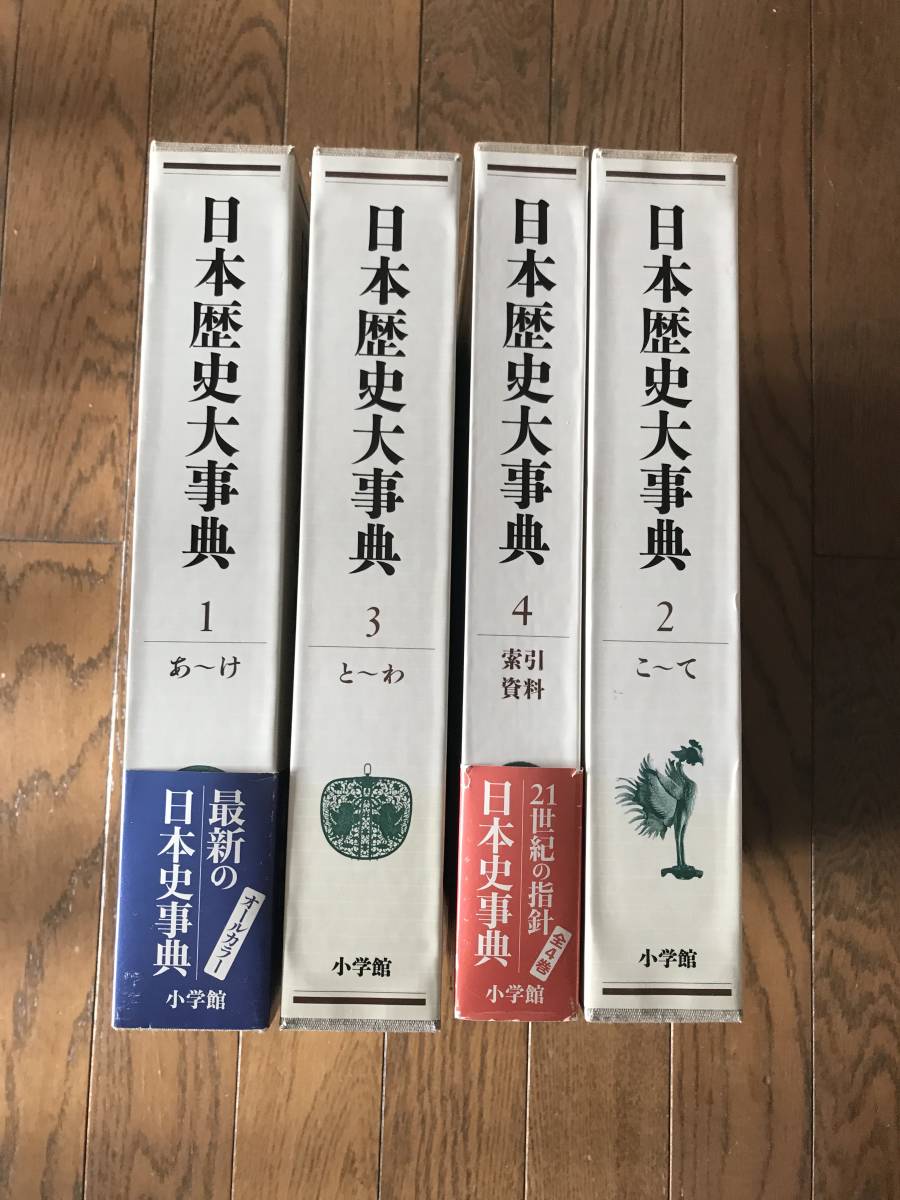 日本歴史大事典
1
あ〜け
最新の
日本史事典
オールカラー
小学館
日本歴史大事典
3
と〜わ
小学館
日本歴史大事典
4
索引
資料
21世紀の指針
日本史事典
全4巻
小学館
日本歴史大事典
2
こ〜て
小学館